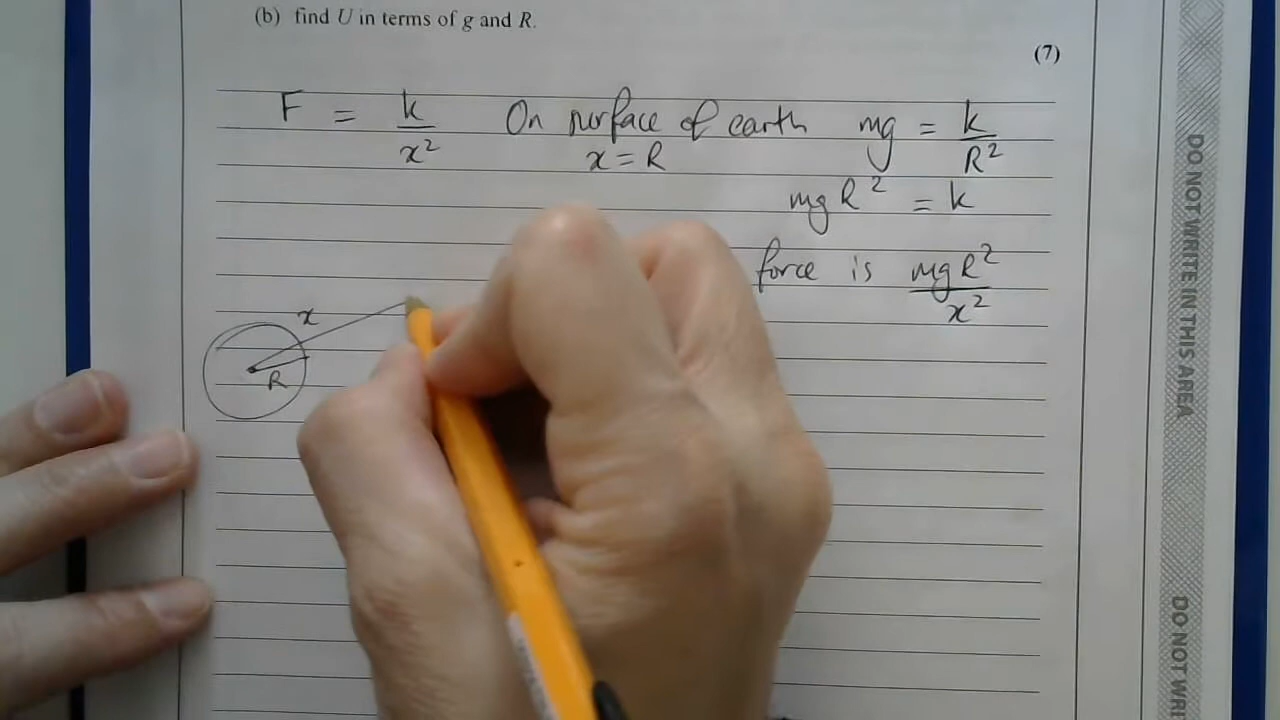 (b) find U in terms of g and R.
(7)
F = k/x² On surface of earth mg = k/R²
x = R
mgR² = k
force is mgR²/x²
x
R
DO NOT WRITE IN THIS AREA
DO NOT WRI